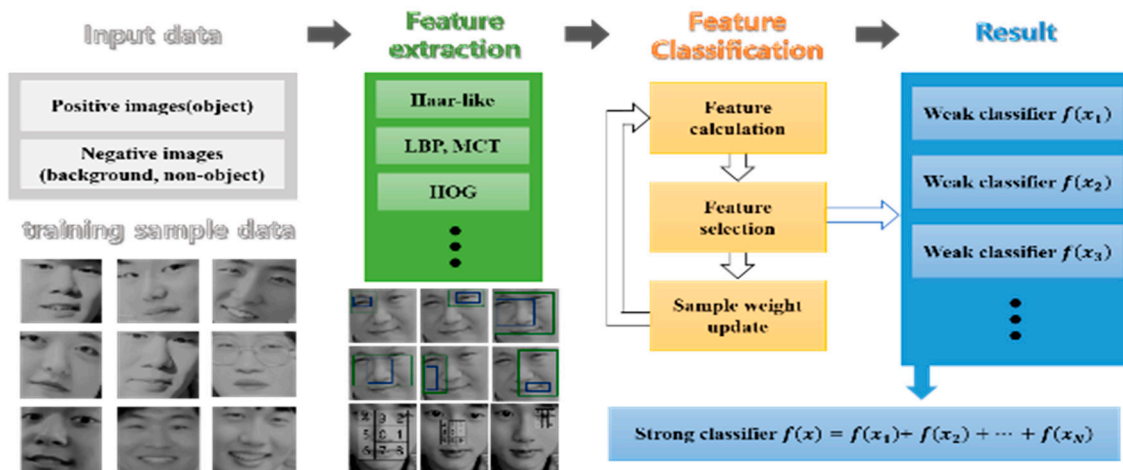 Input data
Feature
extraction
Feature
Classification
Result
Positive images(object)
Negative images
(background, non-object)
training sample data
Haar-like
LBP, MCT
HOG
Feature
calculation
Feature
selection
Sample weight
update
Weak classifier f(x₁)
Weak classifier f(x₂)
Weak classifier f(x₃)
Strong classifier f(x) = f(x₁)+ f(x₂) + ⋯ + f(x_N)